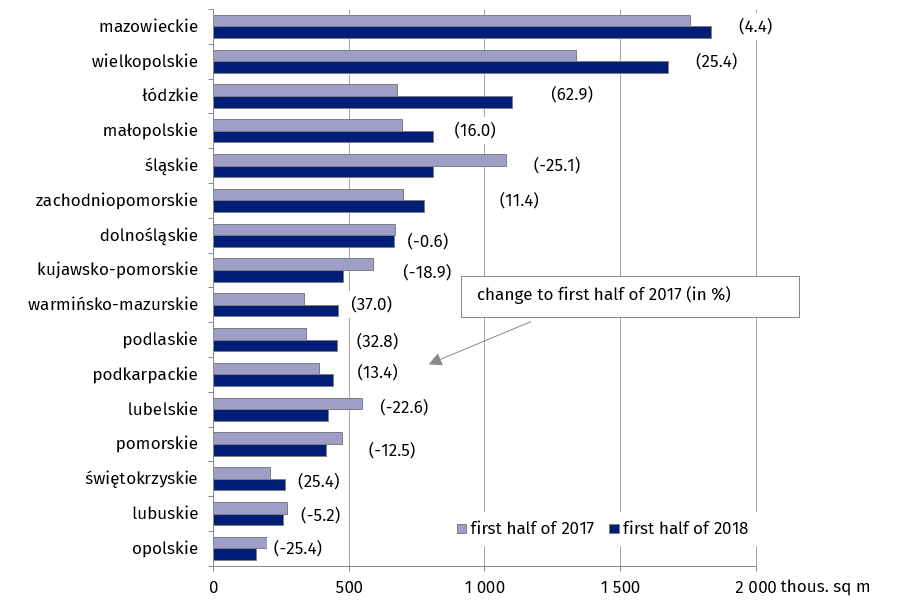 mazowieckie (4.4)
wielkopolskie (25.4)
łódzkie (62.9)
małopolskie (16.0)
śląskie (-25.1)
zachodniopomorskie (11.4)
dolnośląskie (-0.6)
kujawsko-pomorskie (-18.9)
change to first half of 2017 (in %)
warmińsko-mazurskie (37.0)
podlaskie (32.8)
podkarpackie (13.4)
lubelskie (-22.6)
pomorskie (-12.5)
świętokrzyskie (25.4)
lubuskie (-5.2)
first half of 2017 first half of 2018
opolskie (-25.4)
0 500 1 000 1 500 2 000 thous. sq m